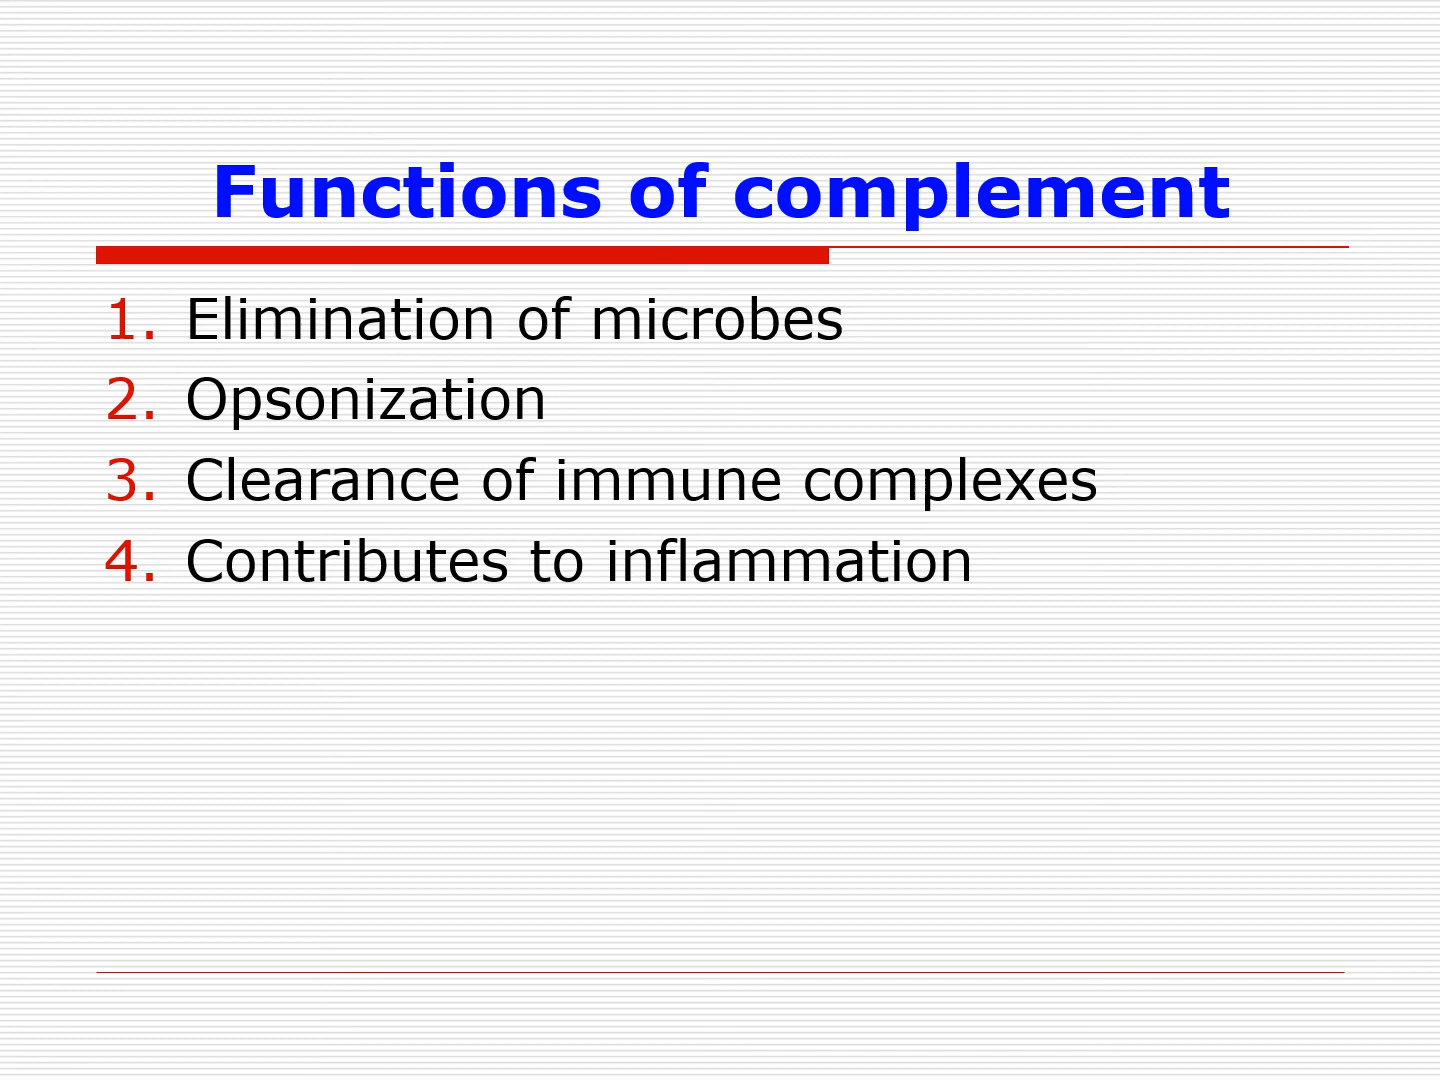 Functions of complement
1. Elimination of microbes
2. Opsonization
3. Clearance of immune complexes
4. Contributes to inflammation